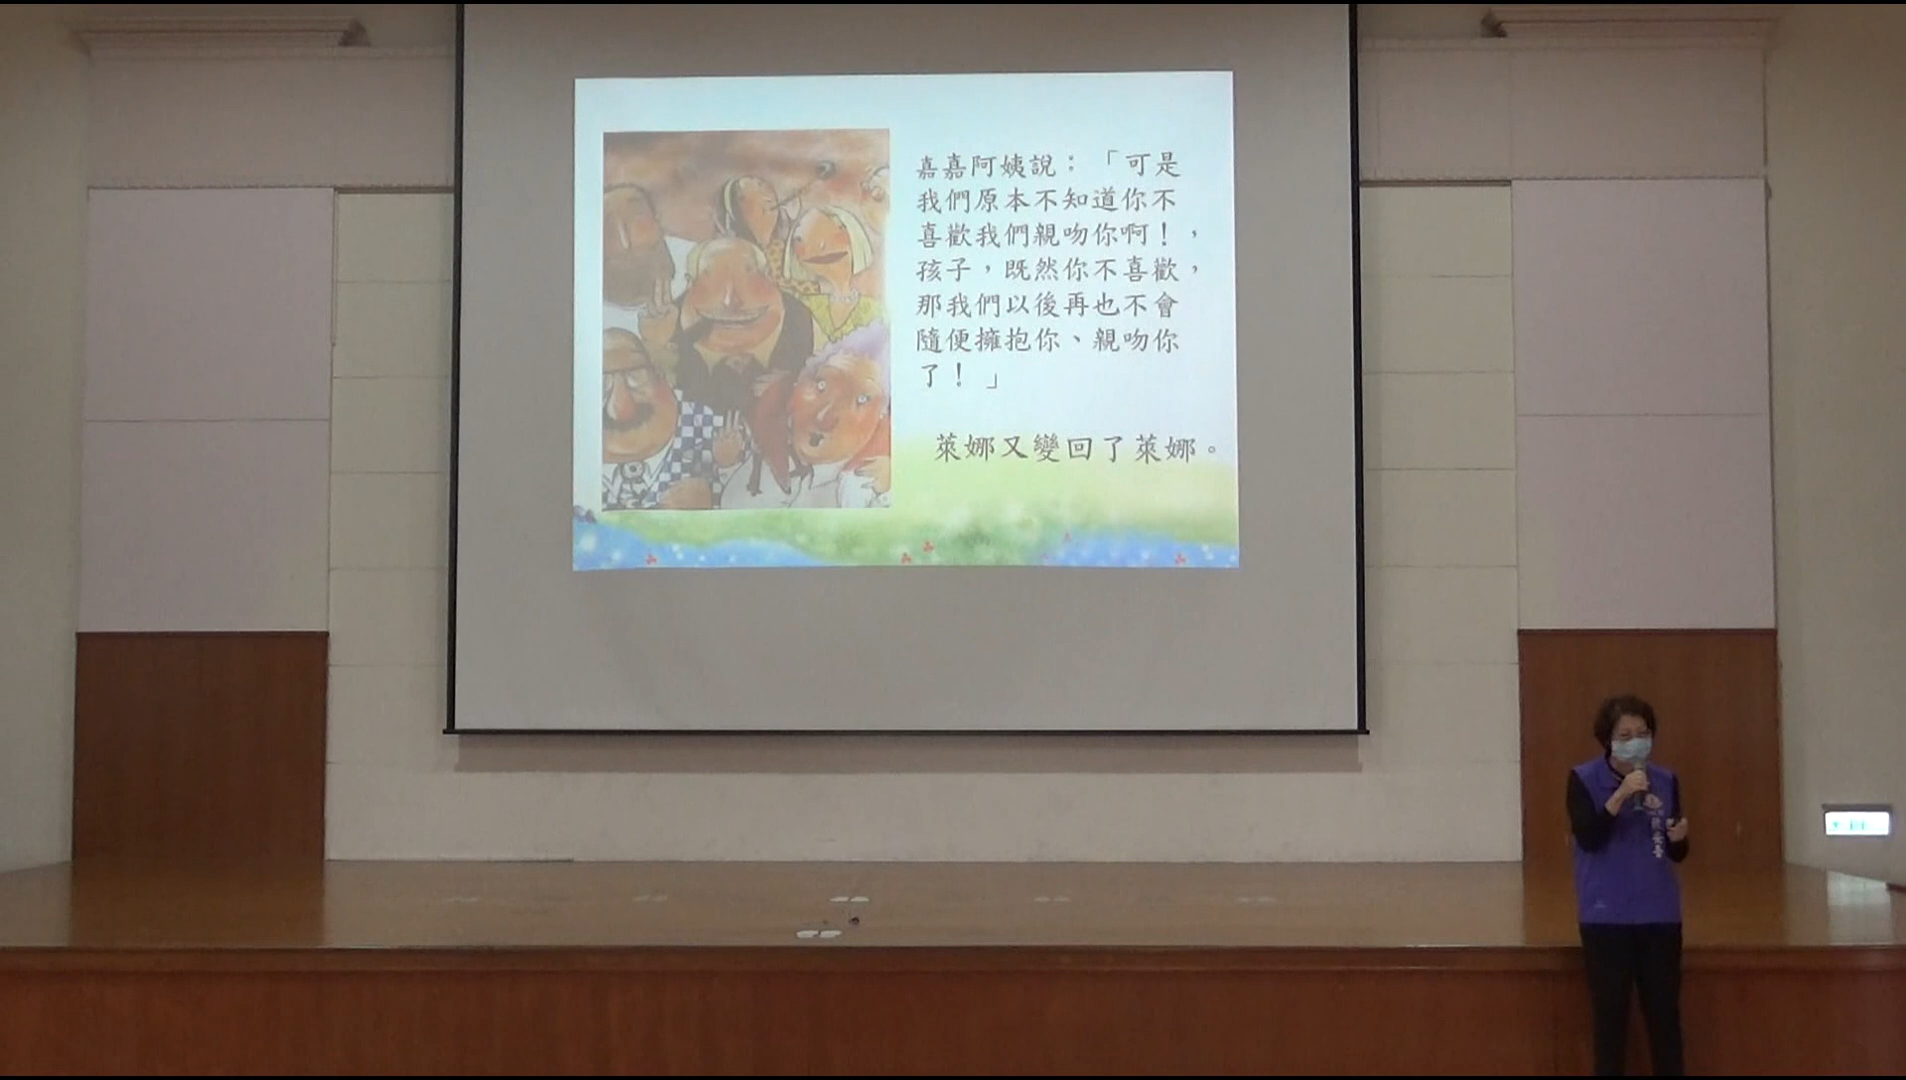 嘉嘉阿姨說：「可是
我們原本不知道你不
喜歡我們親吻你啊！，
孩子，既然你不喜歡，
那我們以後再也不會
隨便擁抱你、親吻你
了！」
萊娜又變回了萊娜。